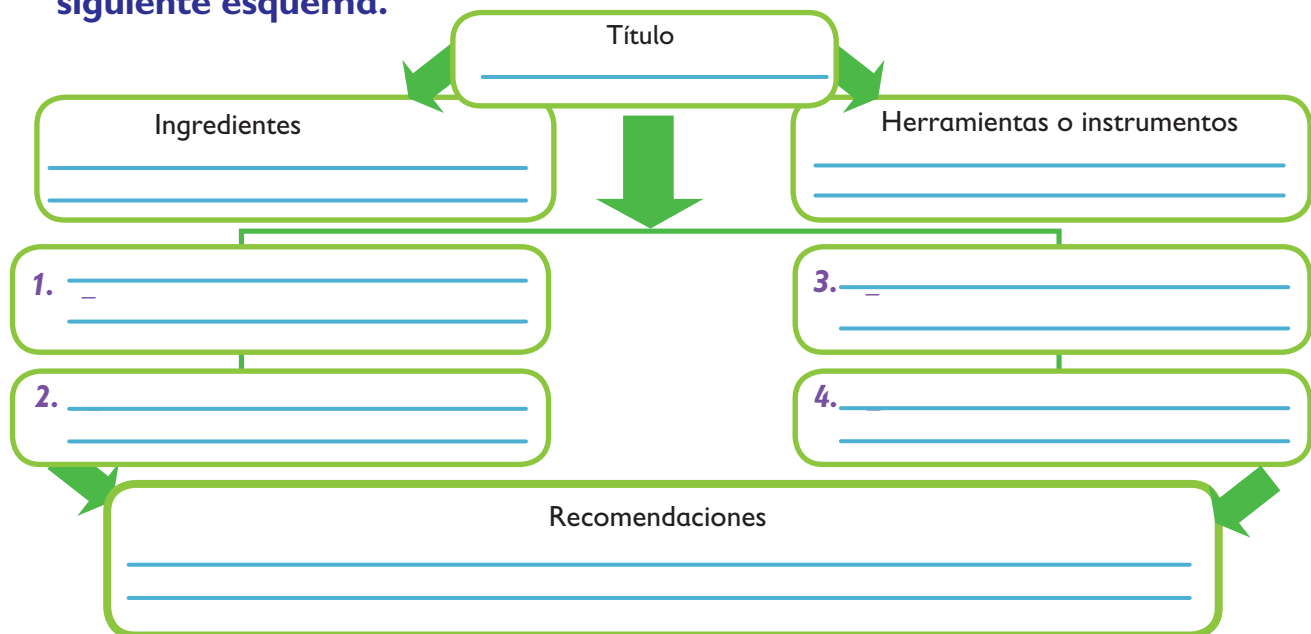 siguiente esquema.
Título
Ingredientes
Herramientas o instrumentos
1. _
2. _
3. _
4. _
Recomendaciones